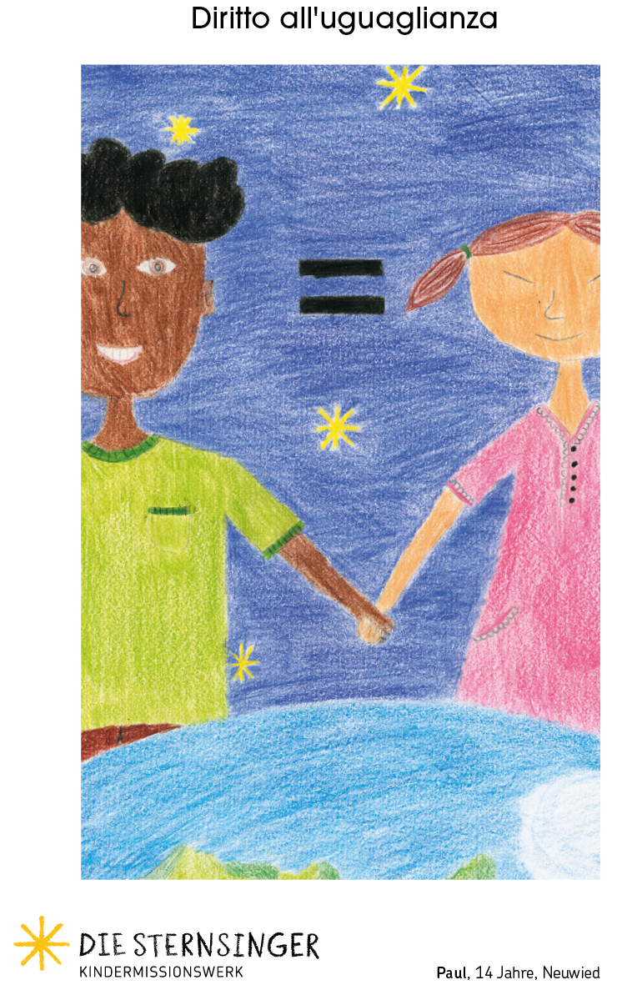 Diritto all'uguaglianza
=
DIE STERNSINGER
KINDERMISSIONSWERK
Paul, 14 Jahre, Neuwied